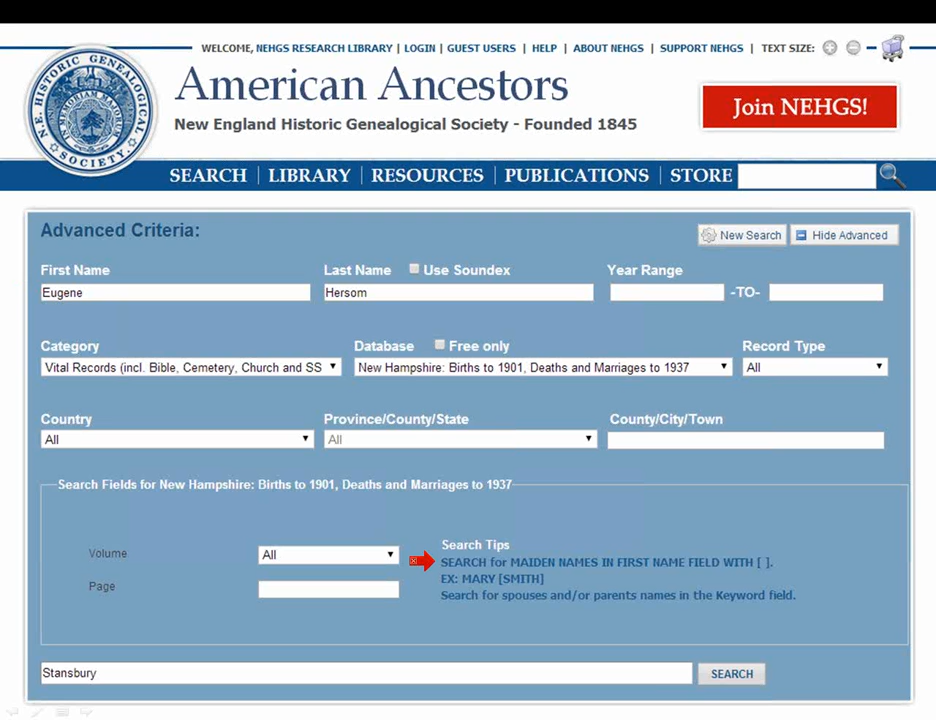 WELCOME, NEHGS RESEARCH LIBRARY | LOGIN | GUEST USERS | HELP | ABOUT NEHGS | SUPPORT NEHGS | TEXT SIZE:
N.E. HISTORIC GENEALOGICAL SOCIETY.
American Ancestors
New England Historic Genealogical Society - Founded 1845
Join NEHGS!
SEARCH | LIBRARY | RESOURCES | PUBLICATIONS | STORE
Advanced Criteria:
New Search
Hide Advanced
First Name
Last Name
Use Soundex
Year Range
Eugene
Hersom
-TO-
Category
Database
Free only
Record Type
Vital Records (incl. Bible, Cemetery, Church and SS
New Hampshire: Births to 1901, Deaths and Marriages to 1937
All
Country
Province/County/State
County/City/Town
All
All
Search Fields for New Hampshire: Births to 1901, Deaths and Marriages to 1937
Volume
All
Search Tips
SEARCH for MAIDEN NAMES IN FIRST NAME FIELD WITH [ ].
EX: MARY [SMITH]
Page
Search for spouses and/or parents names in the Keyword field.
Stansbury
SEARCH